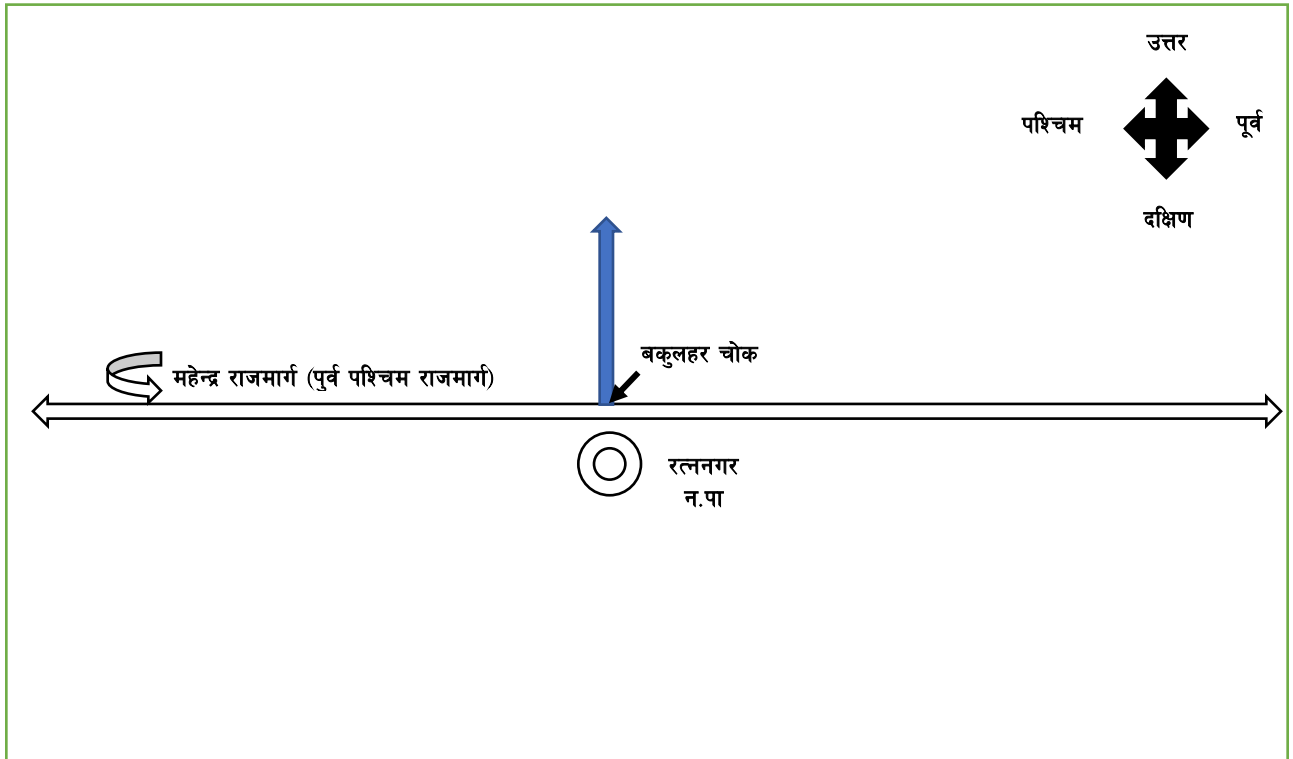 उत्तर
पश्चिम
पूर्व
दक्षिण
बकुलहर चोक
महेन्द्र राजमार्ग (पुर्व पश्चिम राजमार्ग)
रत्ननगर
न.पा